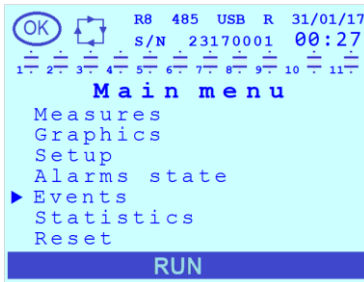 OK R8 485 USB R 31/01/17
S/N 23170001 00:27
1 2 3 4 5 6 7 8 9 10 11
Main menu
Measures
Graphics
Setup
Alarms state
Events
Statistics
Reset
RUN